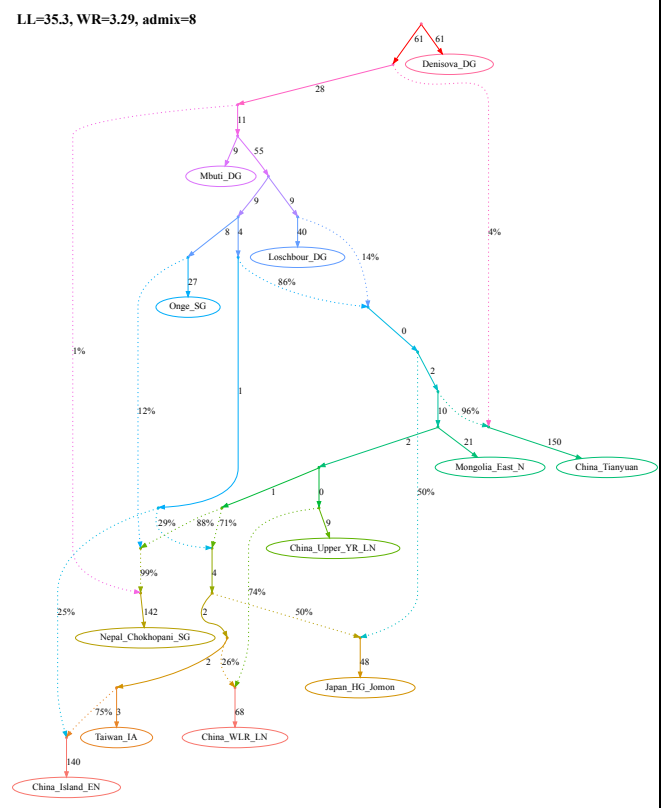 LL=35.3, WR=3.29, admix=8
61 61
Denisova_DG
28
11
9 55
Mbuti_DG
9 9
8 4 40
Loschbour_DG
14%
4%
27
86%
Onge_SG
0
1%
2
1
12%
10 96%
2 21 150
Mongolia_East_N
China_Tianyuan
1 0
50%
29% 88% 71%
9
China_Upper_YR_LN
99%
4
74%
25%
142
2
50%
Nepal_Chokhopani_SG
2 26%
48
Japan_HG_Jomon
75% 3
68
Taiwan_IA
China_WLR_LN
140
China_Island_EN